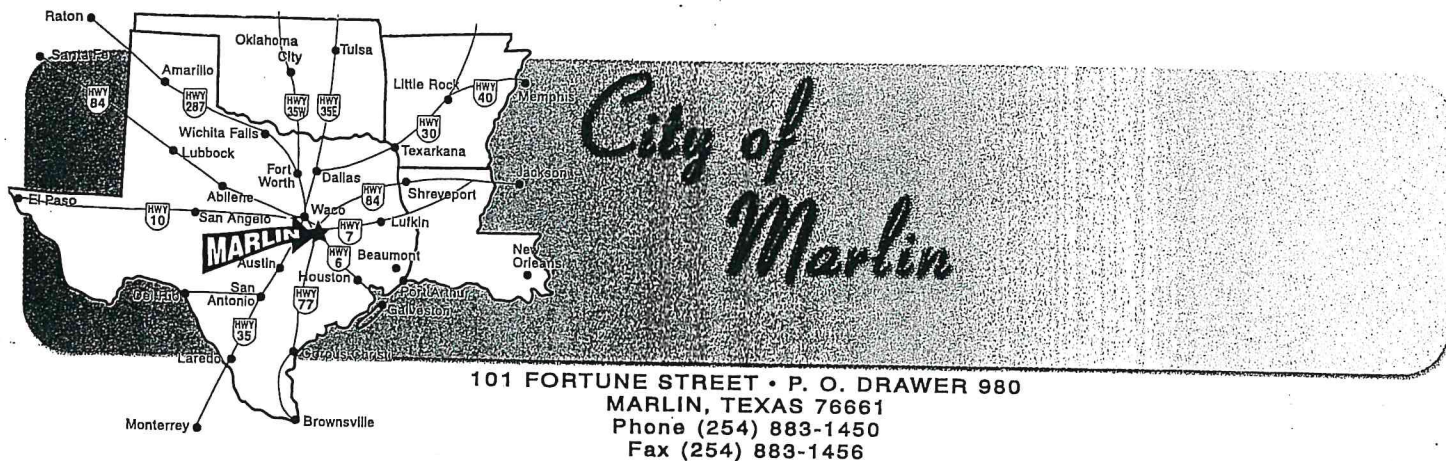 Raton
Santa Fe
Oklahoma
City
Tulsa
Amarillo
Little Rock
HWY
84
HWY
287
HWY
35W
HWY
35E
HWY
40
Memphis
HWY
30
Wichita Falls
Texarkana
Lubbock
Fort
Worth
Dallas
Abilene
Shreveport
Jackson
El Paso
HWY
10
San Angelo
Waco
HWY
84
HWY
7
Lufkin
MARLIN
Austin
HWY
6
Beaumont
New
Orleans
Houston
Del Rio
San
Antonio
HWY
77
Port Arthur
Galveston
HWY
35
Laredo
Corpus Christi
Monterrey
Brownsville
City of
Marlin
101 FORTUNE STREET • P. O. DRAWER 980
MARLIN, TEXAS 76661
Phone (254) 883-1450
Fax (254) 883-1456